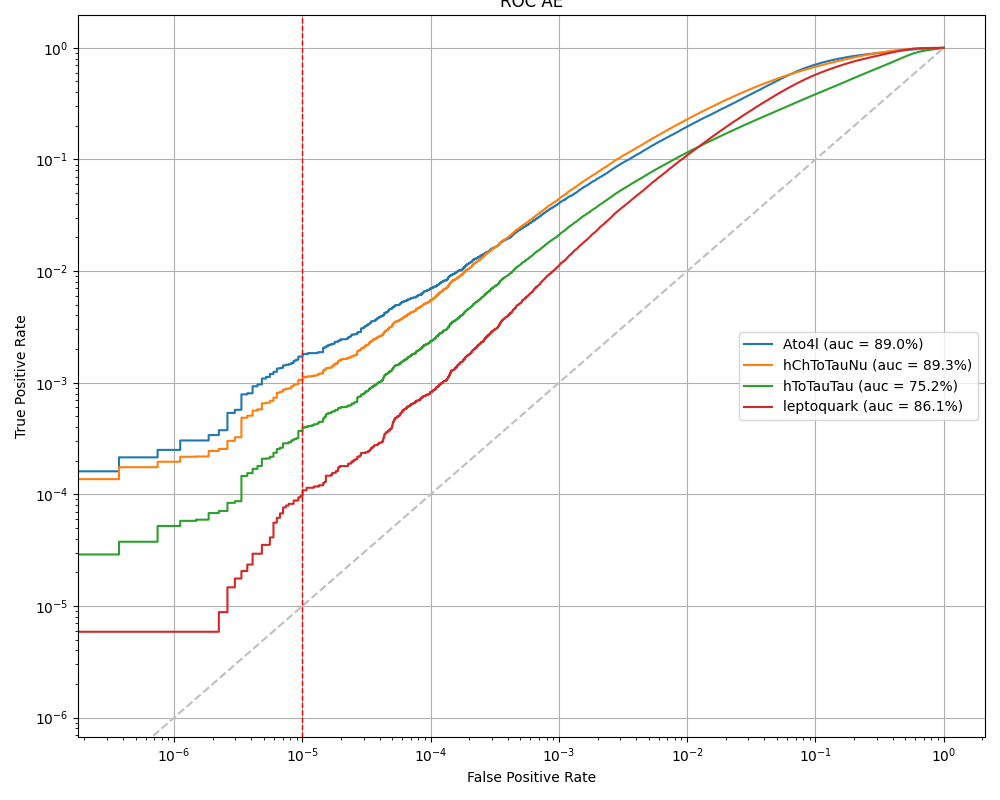 ROC AE
True Positive Rate
10⁰
10⁻¹
10⁻²
10⁻³
10⁻⁴
10⁻⁵
10⁻⁶
Ato4l (auc = 89.0%)
hChToTauNu (auc = 89.3%)
hToTauTau (auc = 75.2%)
leptoquark (auc = 86.1%)
10⁻⁶ 10⁻⁵ 10⁻⁴ 10⁻³ 10⁻² 10⁻¹ 10⁰
False Positive Rate